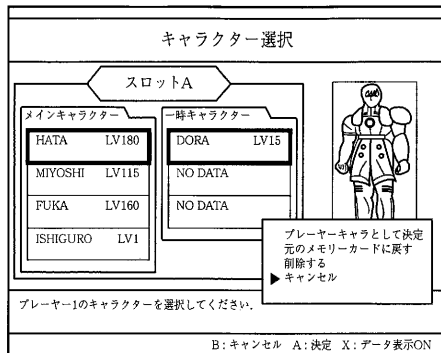 キャラクター選択
スロットA
メインキャラクター
HATA LV180
MIYOSHI LV115
FUKA LV160
ISHIGURO LV1
一時キャラクター
DORA LV15
NO DATA
NO DATA
プレーヤーキャラとして決定
元のメモリーカードに戻す
削除する
▶キャンセル
プレーヤー1のキャラクターを選択してください.
B:キャンセル A:決定 X:データ表示ON